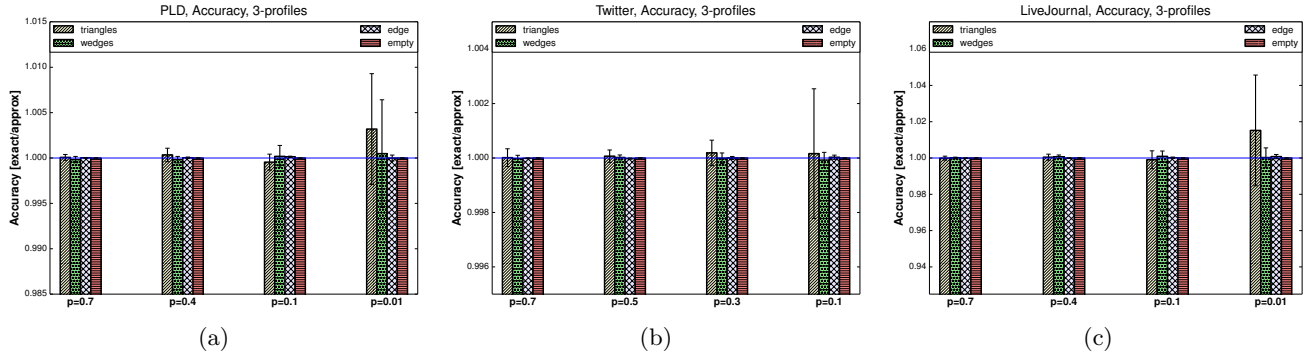 PLD, Accuracy, 3-profiles
triangles
wedges
edge
empty
Accuracy [exact/approx]
1.015
1.010
1.005
1.000
0.995
0.990
0.985
p=0.7 p=0.4 p=0.1 p=0.01
(a)
Twitter, Accuracy, 3-profiles
triangles
wedges
edge
empty
Accuracy [exact/approx]
1.004
1.002
1.000
0.998
0.996
p=0.7 p=0.5 p=0.3 p=0.1
(b)
LiveJournal, Accuracy, 3-profiles
triangles
wedges
edge
empty
Accuracy [exact/approx]
1.06
1.04
1.02
1.00
0.98
0.96
0.94
p=0.7 p=0.4 p=0.1 p=0.01
(c)